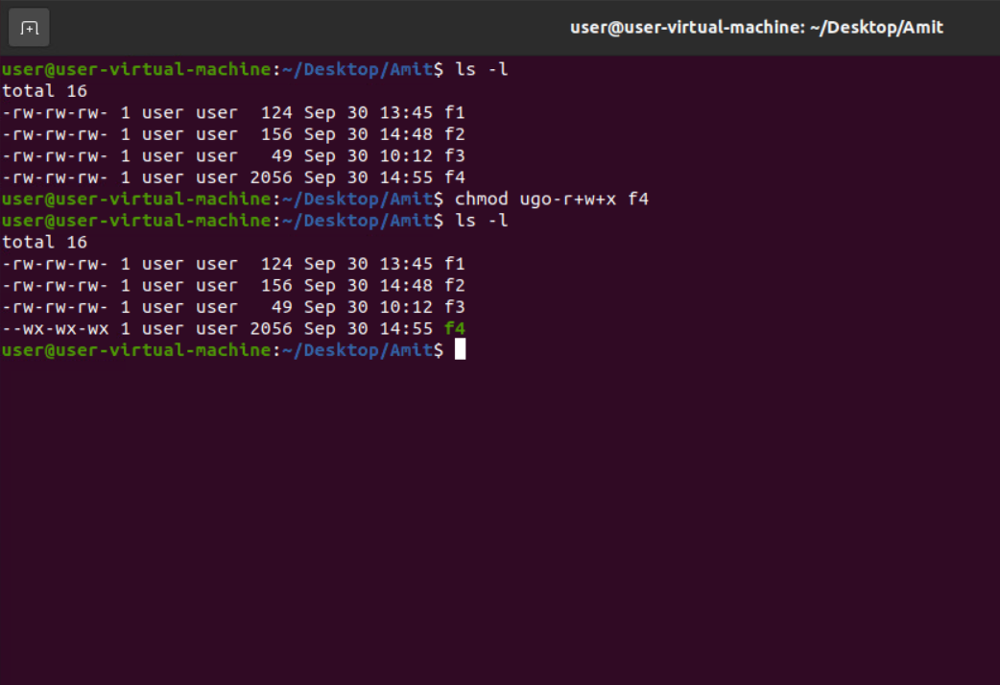 user@user-virtual-machine: ~/Desktop/Amit
user@user-virtual-machine:~/Desktop/Amit$ ls -l
total 16
-rw-rw-rw- 1 user user  124 Sep 30 13:45 f1
-rw-rw-rw- 1 user user  156 Sep 30 14:48 f2
-rw-rw-rw- 1 user user   49 Sep 30 10:12 f3
-rw-rw-rw- 1 user user 2056 Sep 30 14:55 f4
user@user-virtual-machine:~/Desktop/Amit$ chmod ugo-r+w+x f4
user@user-virtual-machine:~/Desktop/Amit$ ls -l
total 16
-rw-rw-rw- 1 user user  124 Sep 30 13:45 f1
-rw-rw-rw- 1 user user  156 Sep 30 14:48 f2
-rw-rw-rw- 1 user user   49 Sep 30 10:12 f3
--wx-wx-wx 1 user user 2056 Sep 30 14:55 f4
user@user-virtual-machine:~/Desktop/Amit$